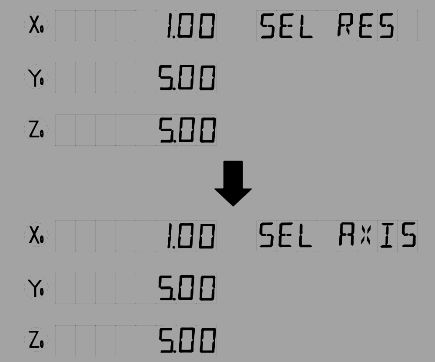 X₀ 1.00 SEL RES
Y₀ 5.00
Z₀ 5.00
X₀ 1.00 SEL AXIS
Y₀ 5.00
Z₀ 5.00